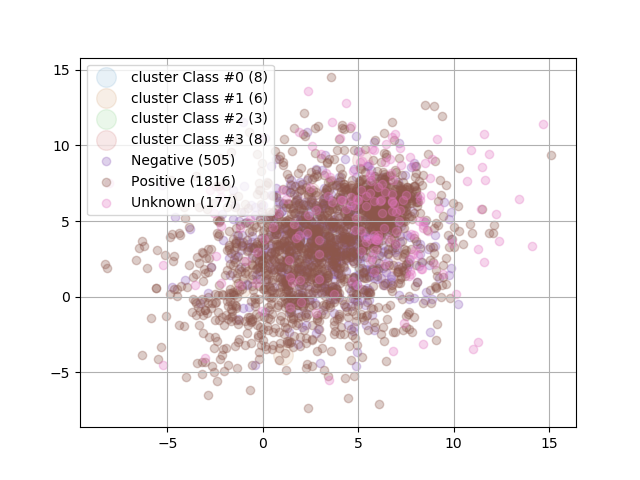 15
10
5
0
−5
−5
0
5
10
15
cluster Class #0 (8)
cluster Class #1 (6)
cluster Class #2 (3)
cluster Class #3 (8)
Negative (505)
Positive (1816)
Unknown (177)